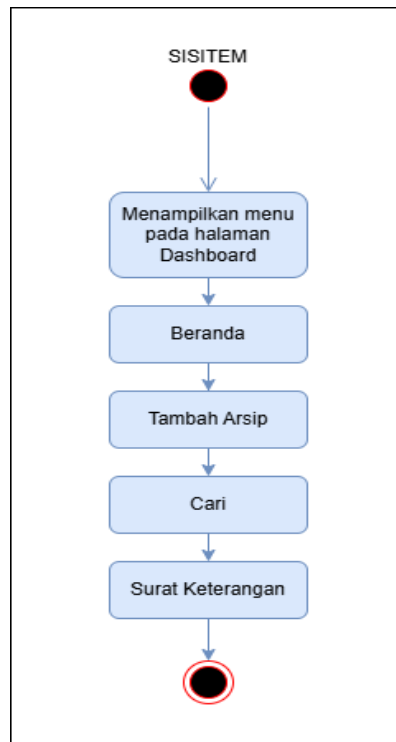 SISITEM
Menampilkan menu
pada halaman
Dashboard
Beranda
Tambah Arsip
Cari
Surat Keterangan